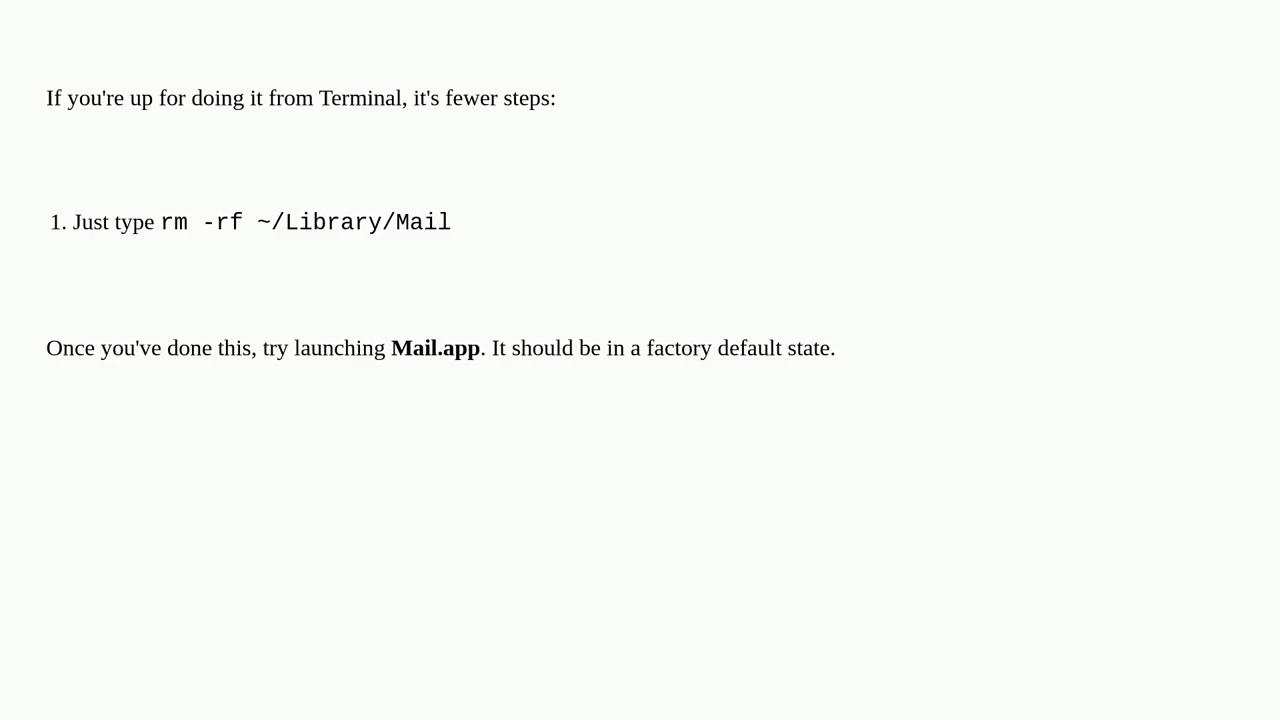 If you're up for doing it from Terminal, it's fewer steps:
1. Just type rm -rf ~/Library/Mail
Once you've done this, try launching Mail.app. It should be in a factory default state.